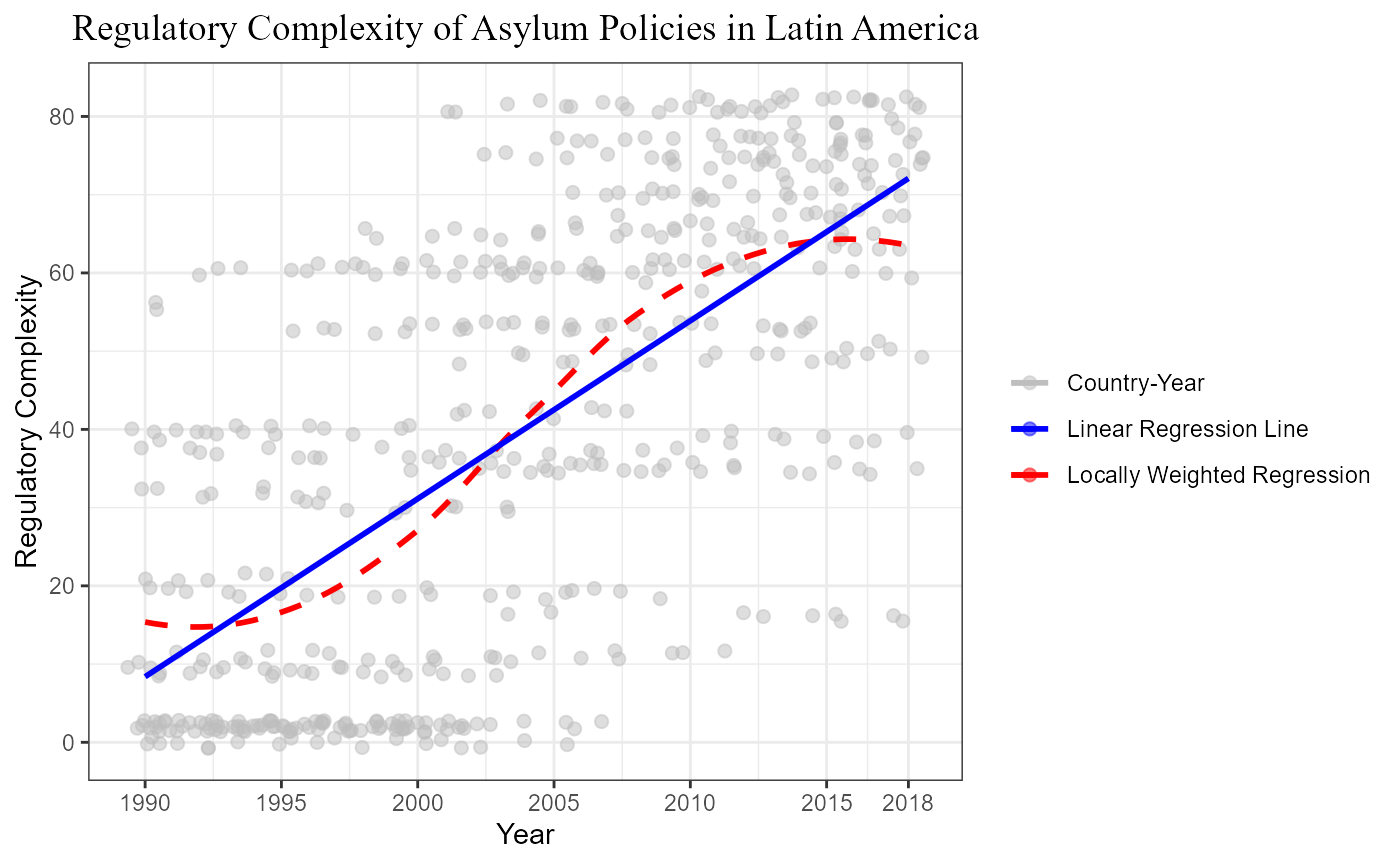 Regulatory Complexity of Asylum Policies in Latin America
Regulatory Complexity
80
60
40
20
0
1990 1995 2000 2005 2010 2015 2018
Year
Country-Year
Linear Regression Line
Locally Weighted Regression